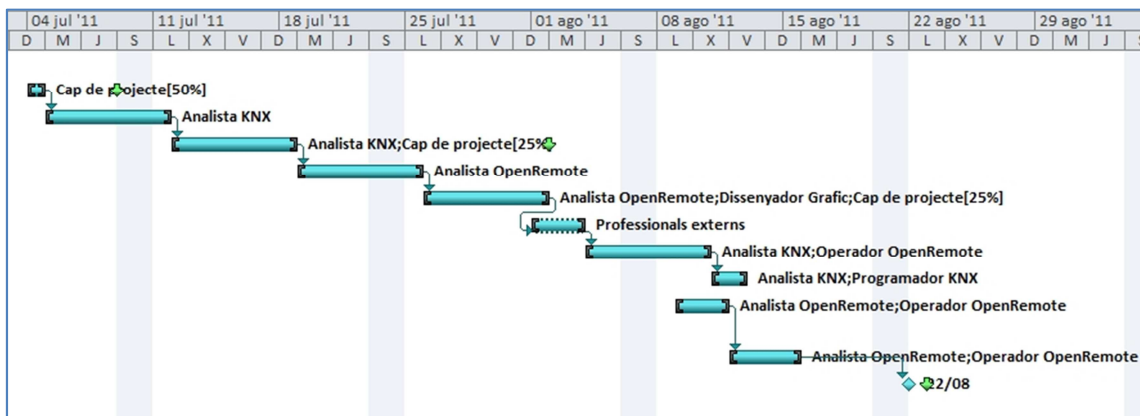 04 jul '11 11 jul '11 18 jul '11 25 jul '11 01 ago '11 08 ago '11 15 ago '11 22 ago '11 29 ago '11
D M J S L X V D M J S L X V D M J S L X V D M J S L X V D M J
Cap de projecte[50%]
Analista KNX
Analista KNX;Cap de projecte[25%
Analista OpenRemote
Analista OpenRemote;Dissenyador Grafic;Cap de projecte[25%]
Professionals externs
Analista KNX;Operador OpenRemote
Analista KNX;Programador KNX
Analista OpenRemote;Operador OpenRemote
Analista OpenRemote;Operador OpenRemote
22/08